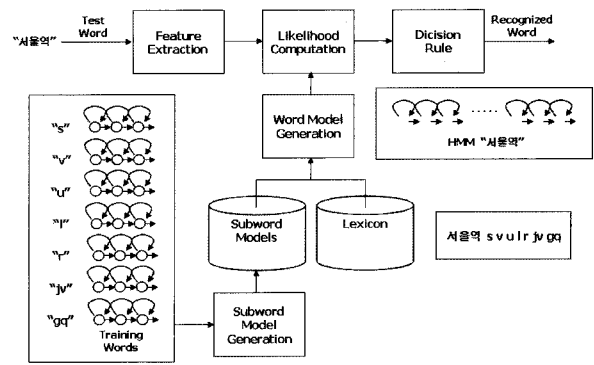 "서울역"
Test
Word
Feature
Extraction
Likelihood
Computation
Dicision
Rule
Recognized
Word
Word Model
Generation
HMM "서울역"
"s"
"v"
"u"
"l"
"r"
"jv"
"gq"
Training
Words
Subword
Models
Lexicon
서울역 s v u l r jv gq
Subword
Model
Generation